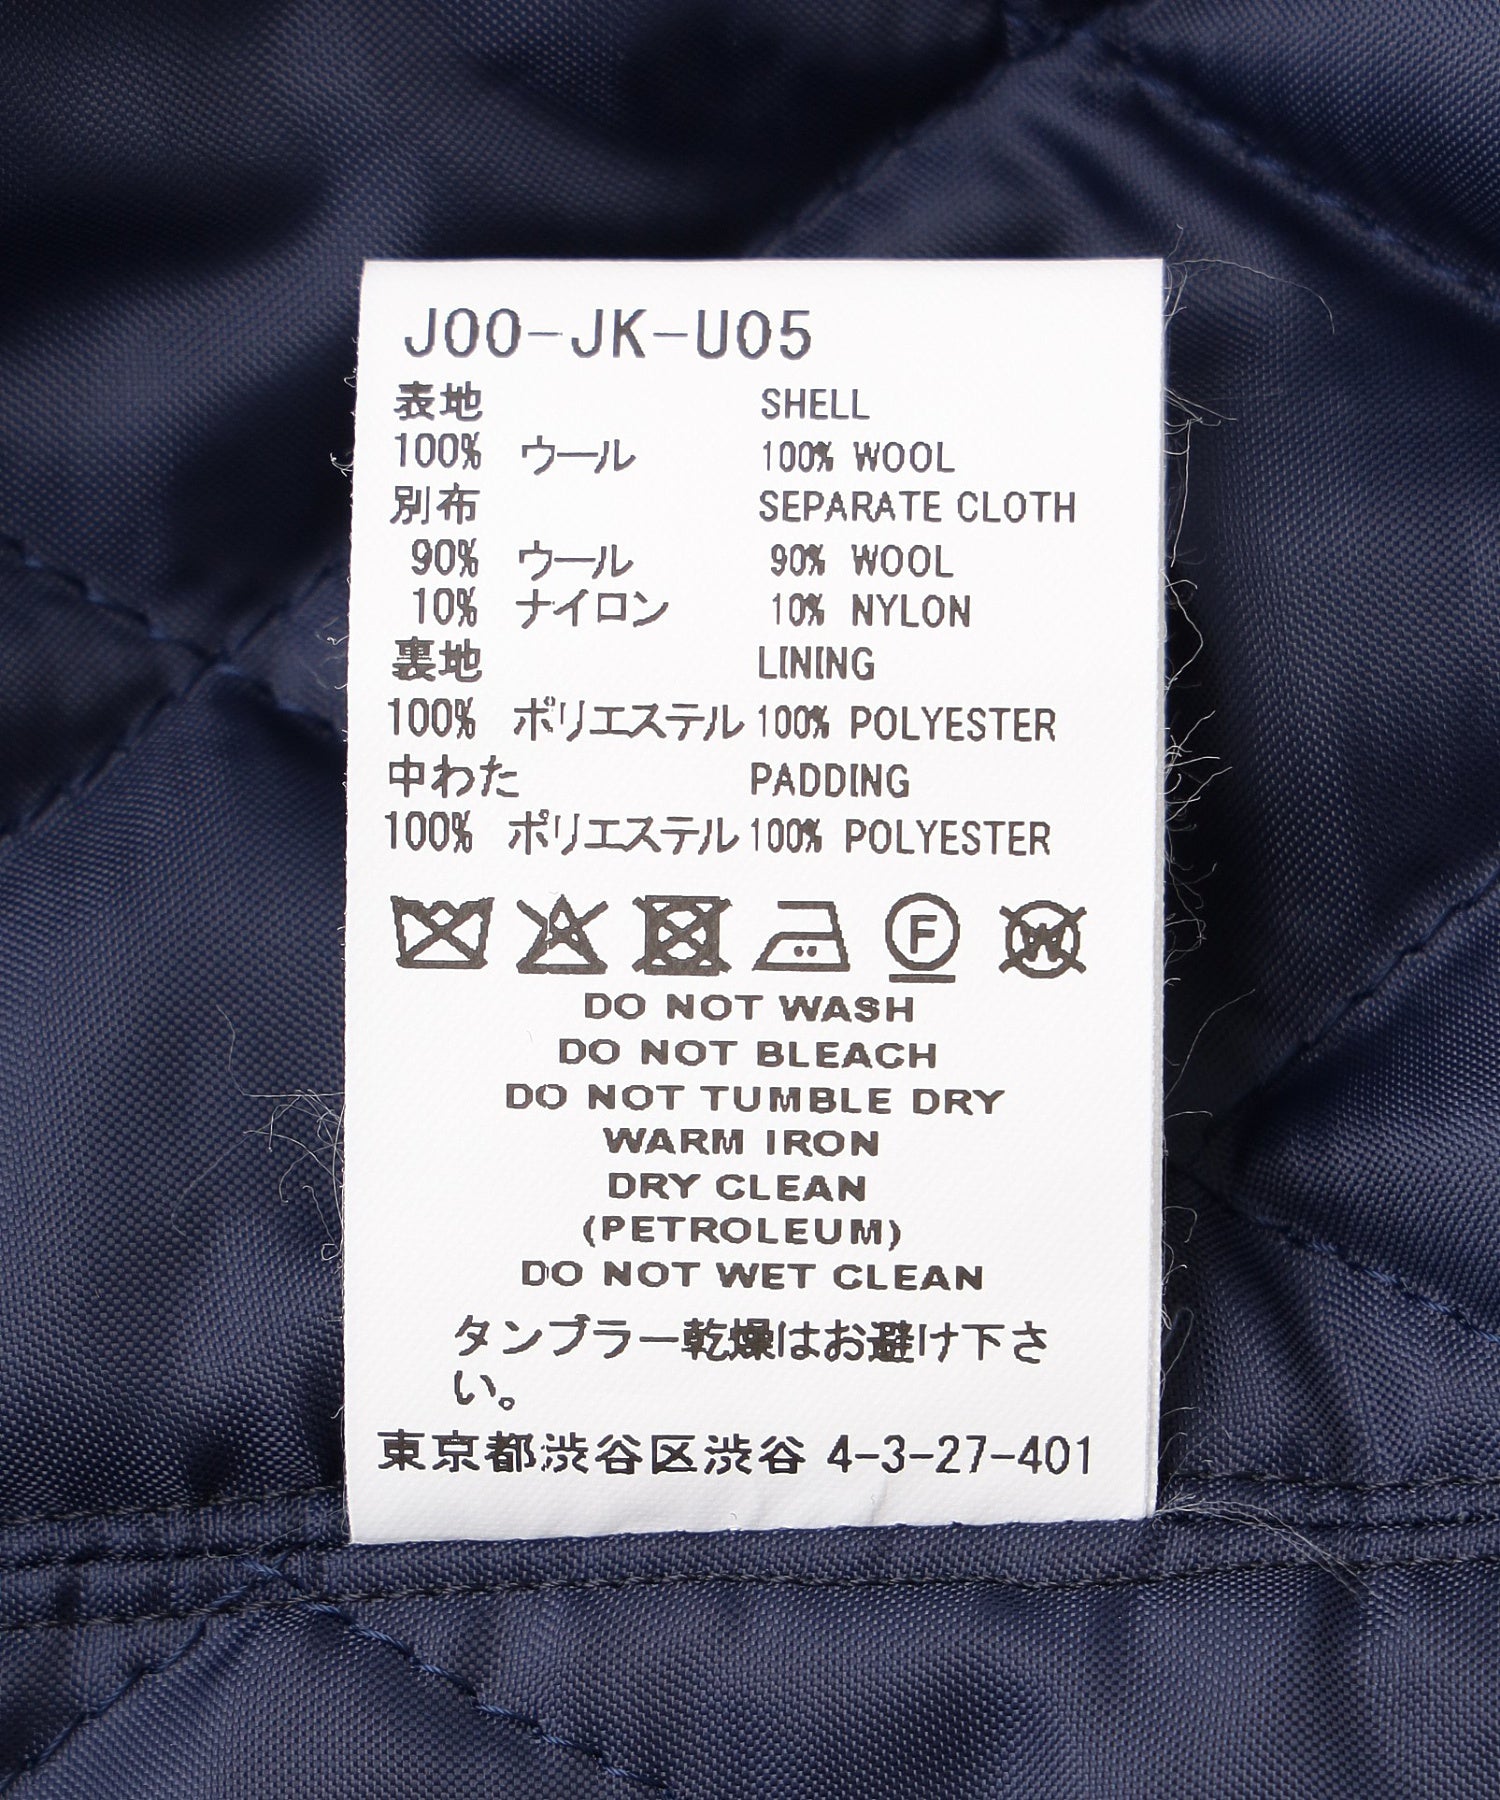 J00-JK-U05
表地 SHELL
100% ウール 100% WOOL
別布 SEPARATE CLOTH
90% ウール 90% WOOL
10% ナイロン 10% NYLON
裏地 LINING
100% ポリエステル 100% POLYESTER
中わた PADDING
100% ポリエステル 100% POLYESTER
F W
DO NOT WASH
DO NOT BLEACH
DO NOT TUMBLE DRY
WARM IRON
DRY CLEAN
(PETROLEUM)
DO NOT WET CLEAN
タンブラー乾燥はお避け下さ
い。
東京都渋谷区渋谷 4-3-27-401